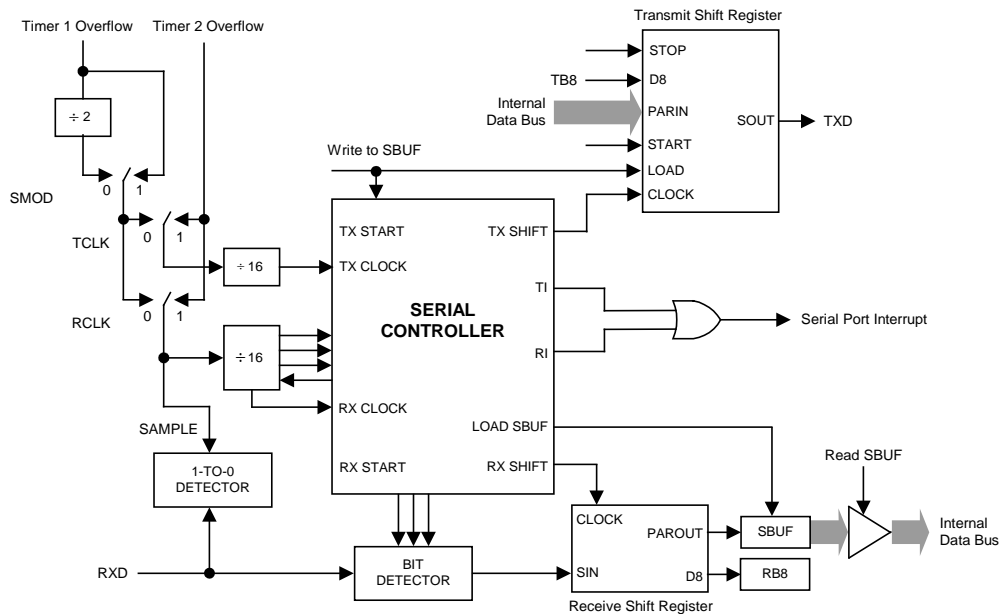 Timer 1 Overflow
Timer 2 Overflow
÷ 2
SMOD
0
1
TCLK
0
1
RCLK
0
1
÷ 16
÷ 16
SAMPLE
1-TO-0
DETECTOR
RXD
Write to SBUF
TX START
TX CLOCK
SERIAL
CONTROLLER
RX CLOCK
RX START
TX SHIFT
TI
RI
LOAD SBUF
RX SHIFT
Transmit Shift Register
STOP
TB8
D8
Internal
Data Bus
PARIN
START
LOAD
CLOCK
SOUT
TXD
Serial Port Interrupt
BIT
DETECTOR
CLOCK
PAROUT
SIN
D8
Receive Shift Register
SBUF
RB8
Read SBUF
Internal
Data Bus